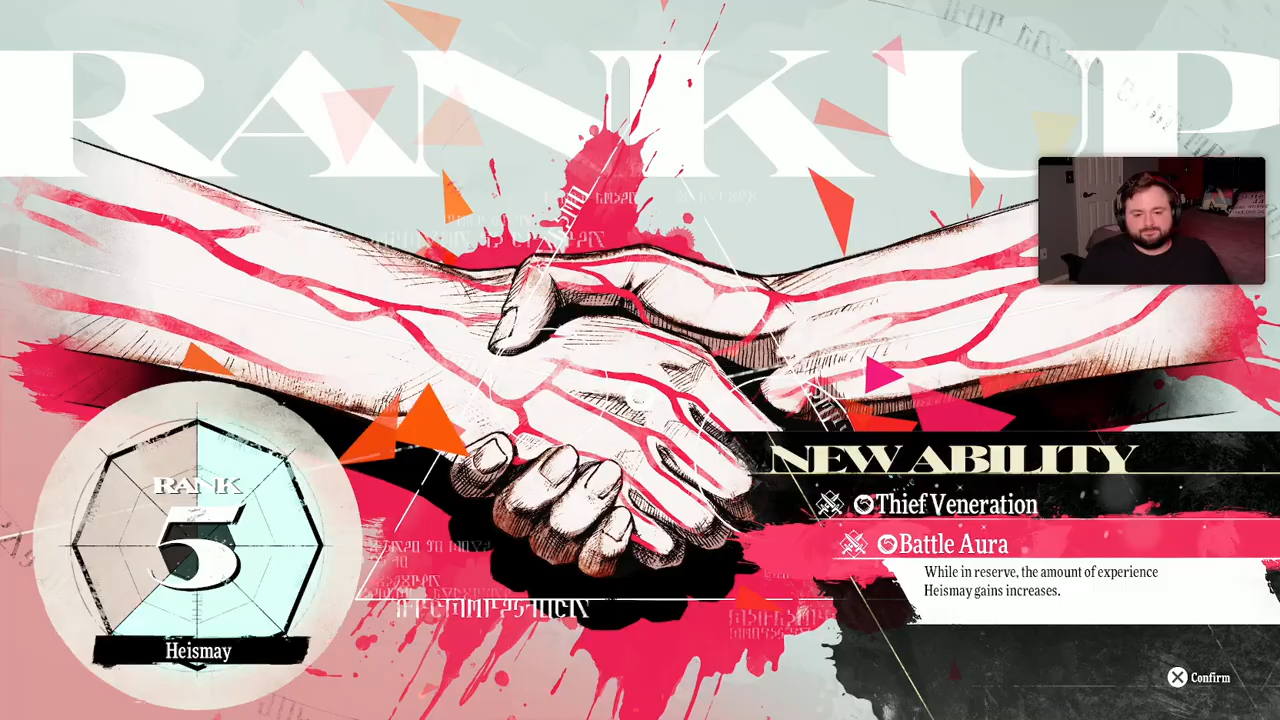 RANK UP
RANK
5
Heismay
NEW ABILITY
Thief Veneration
Battle Aura
While in reserve, the amount of experience
Heismay gains increases.
Confirm